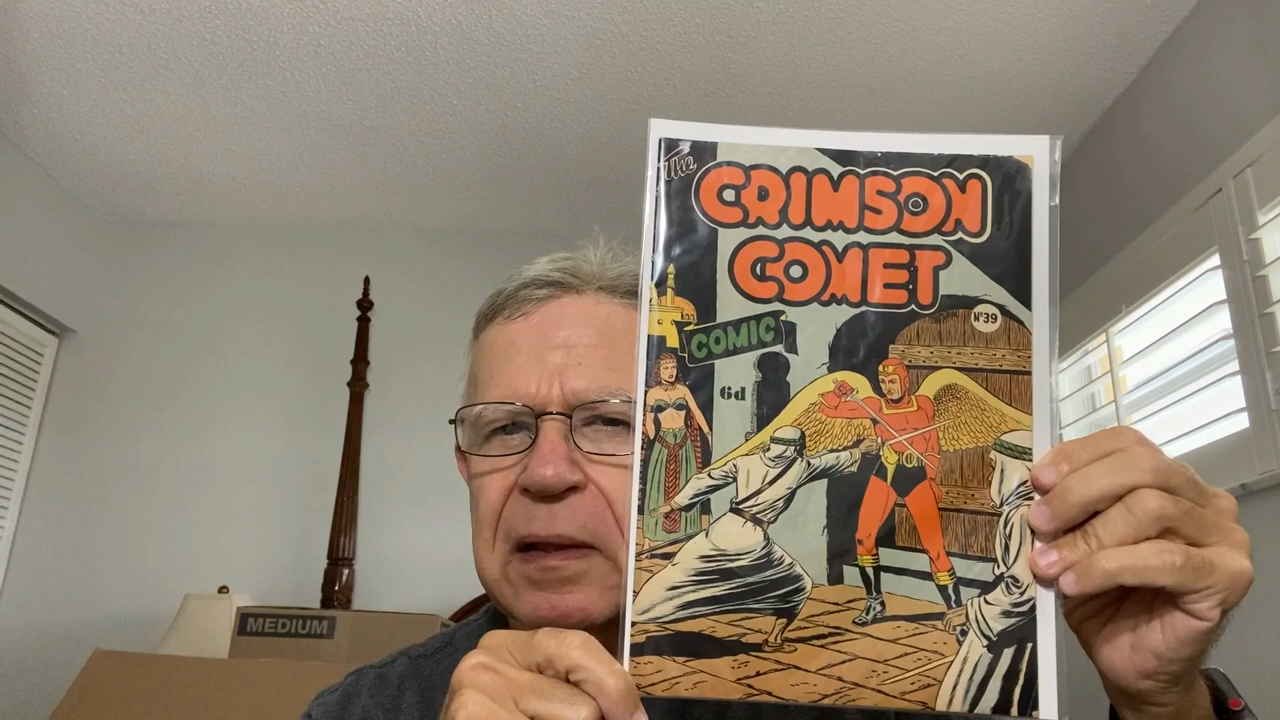 The
CRIMSON
COMET
COMIC
Nº39
6d
MEDIUM